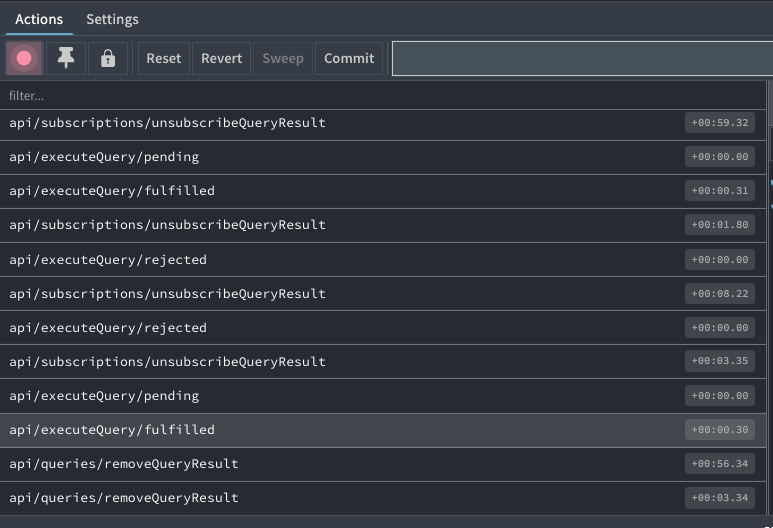 Actions Settings
Reset Revert Sweep Commit
filter...
api/subscriptions/unsubscribeQueryResult +00:59.32
api/executeQuery/pending +00:00.00
api/executeQuery/fulfilled +00:00.31
api/subscriptions/unsubscribeQueryResult +00:01.80
api/executeQuery/rejected +00:00.00
api/subscriptions/unsubscribeQueryResult +00:08.22
api/executeQuery/rejected +00:00.00
api/subscriptions/unsubscribeQueryResult +00:03.35
api/executeQuery/pending +00:00.00
api/executeQuery/fulfilled +00:00.30
api/queries/removeQueryResult +00:56.34
api/queries/removeQueryResult +00:03.34